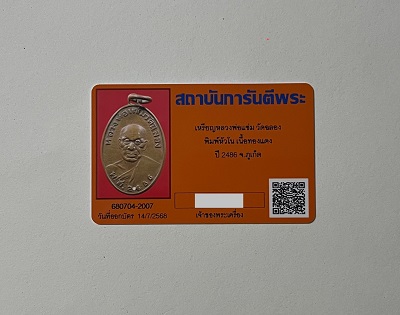 สถาบันการันตีพระ
เหรียญหลวงพ่อแช่ม วัดฉลอง
พิมพ์หัวโน เนื้อทองแดง
ปี 2486 จ.ภูเก็ต
680704-2007
วันที่ออกบัตร 14/7/2568
เจ้าของพระเครื่อง